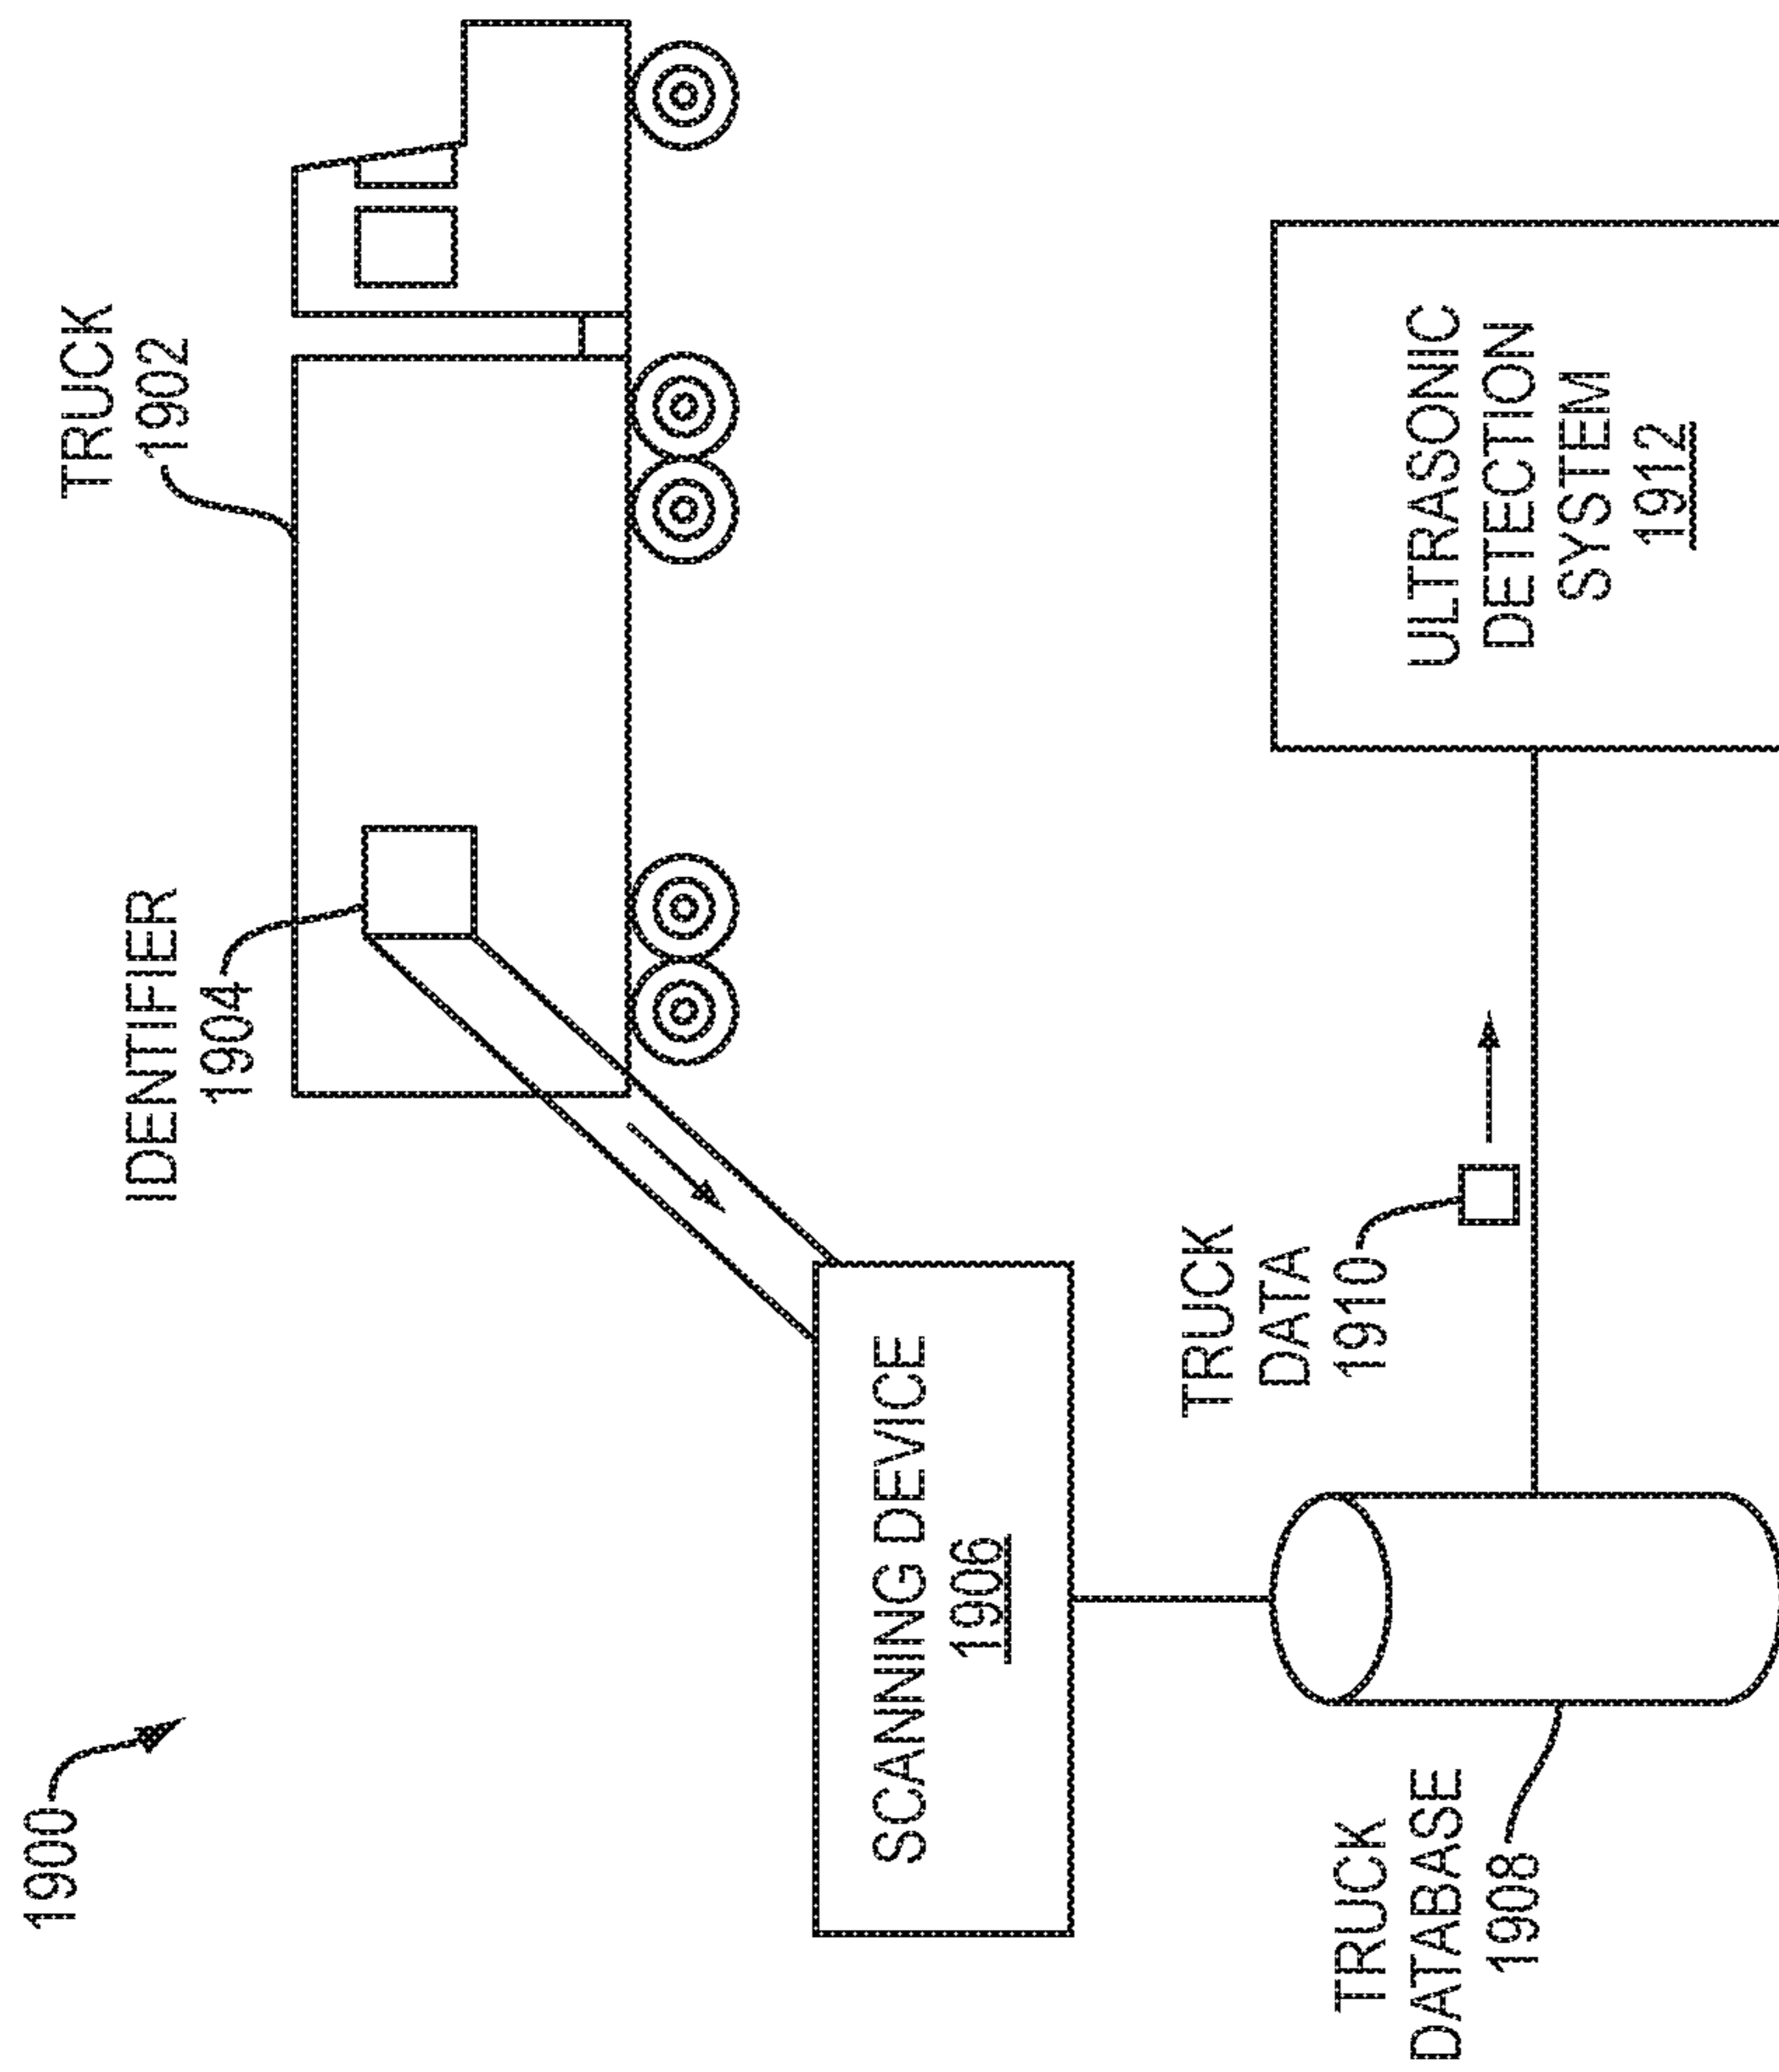 1900
TRUCK
1902
IDENTIFIER
1904
SCANNING DEVICE
1906
TRUCK
DATA
1910
TRUCK
DATABASE
1908
ULTRASONIC
DETECTION
SYSTEM
1912